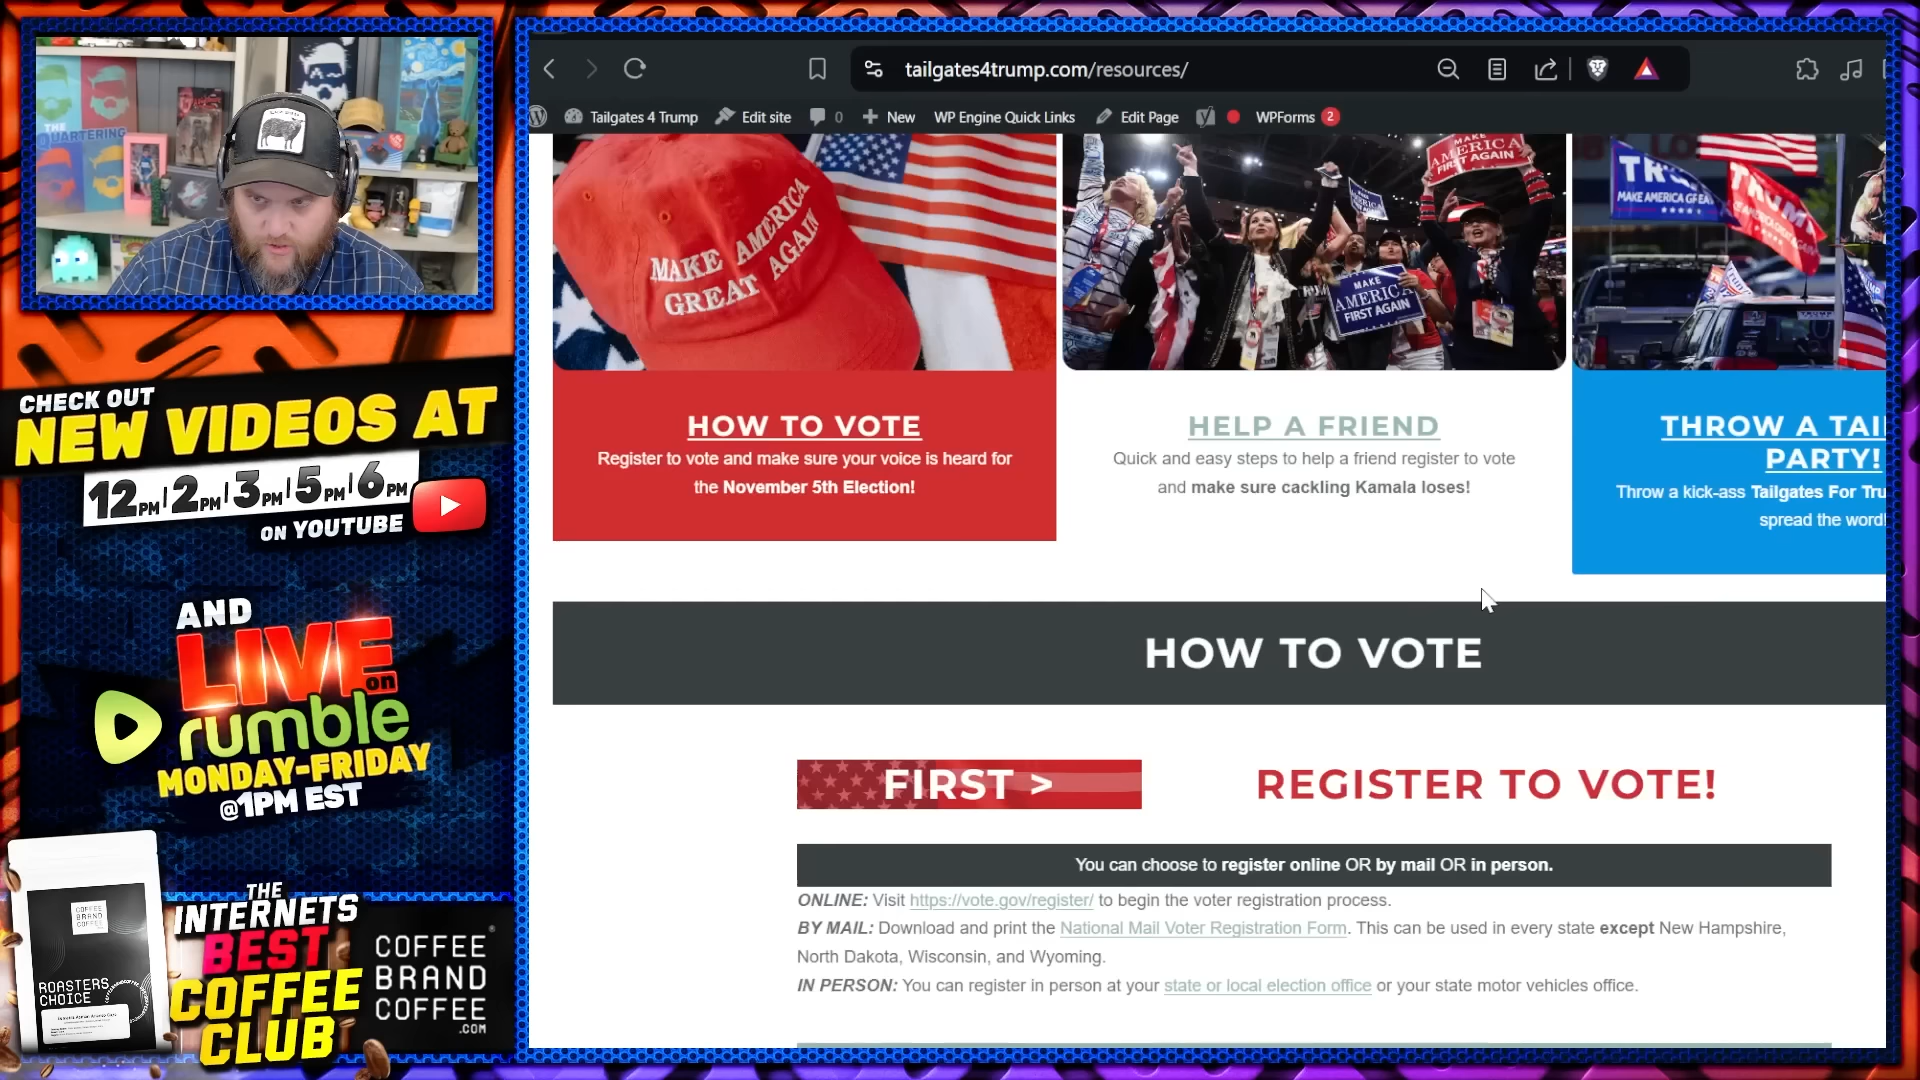 THE
QUARTERING
CHECK OUT
NEW VIDEOS AT
12PM | 2PM | 3PM | 5PM | 6PM
ON YOUTUBE
AND
LIVE
on
rumble
MONDAY-FRIDAY
@1PM EST
COFFEE
BRAND
COFFEE
ROASTERS
CHOICE
THE
INTERNETS
BEST
COFFEE
CLUB
COFFEE
BRAND
COFFEE
.COM
tailgates4trump.com/resources/
Tailgates 4 Trump
Edit site
0
New
WP Engine Quick Links
Edit Page
WPForms 2
MAKE AMERICA
GREAT AGAIN
MAKE
AMERICA
FIRST AGAIN
MAKE
AMERICA
FIRST AGAIN
HOW TO VOTE
Register to vote and make sure your voice is heard for
the November 5th Election!
HELP A FRIEND
Quick and easy steps to help a friend register to vote
and make sure cackling Kamala loses!
THROW A TAI
PARTY!
Throw a kick-ass Tailgates For Tru
spread the word!
HOW TO VOTE
FIRST >
REGISTER TO VOTE!
You can choose to register online OR by mail OR in person.
ONLINE: Visit https://vote.gov/register/ to begin the voter registration process.
BY MAIL: Download and print the National Mail Voter Registration Form. This can be used in every state except New Hampshire,
North Dakota, Wisconsin, and Wyoming.
IN PERSON: You can register in person at your state or local election office or your state motor vehicles office.